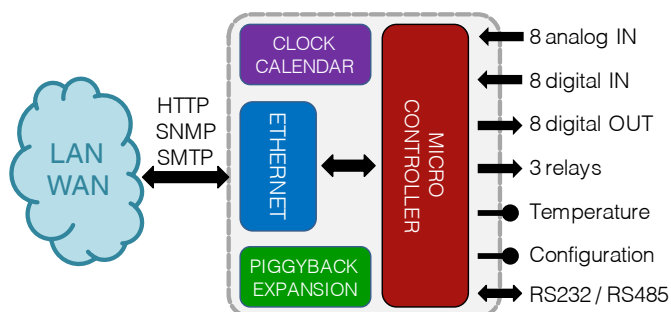 LAN
WAN
HTTP
SNMP
SMTP
CLOCK
CALENDAR
ETHERNET
PIGGYBACK
EXPANSION
MICRO
CONTROLLER
8 analog IN
8 digital IN
8 digital OUT
3 relays
Temperature
Configuration
RS232 / RS485